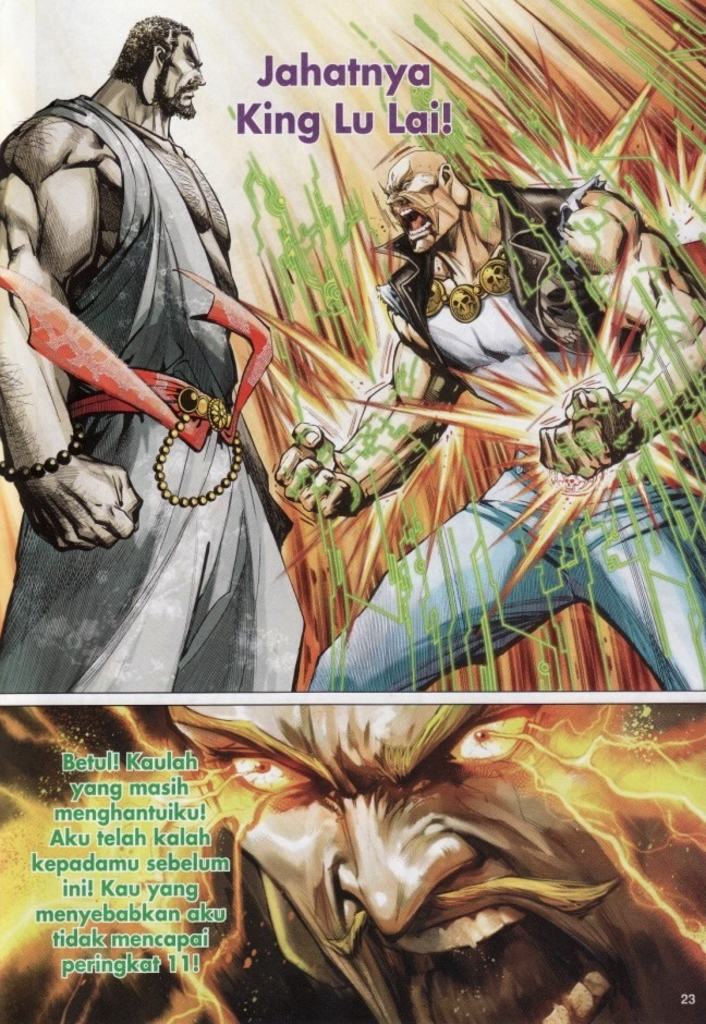 Jahatnya
King Lu Lai!
Betul! Kaulah
yang masih
menghantuiku!
Aku telah kalah
kepadamu sebelum
ini! Kau yang
menyebabkan aku
tidak mencapai
peringkat 11!
23